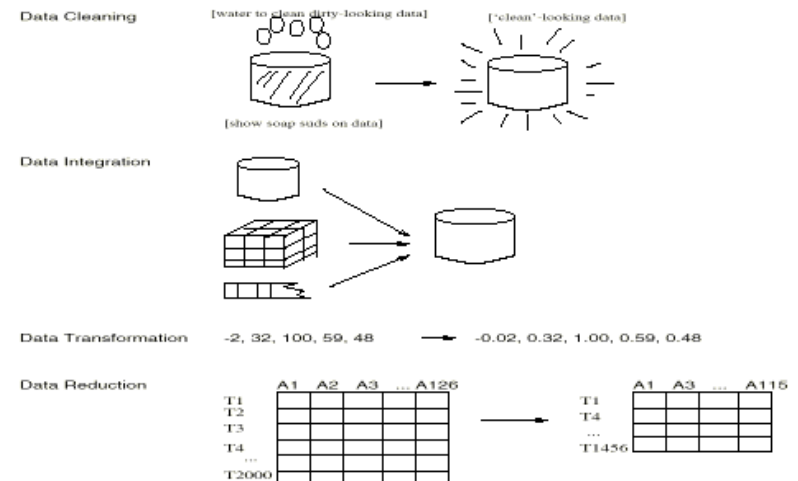 Data Cleaning
[water to clean dirty-looking data]
['clean'-looking data]
[show soap suds on data]
Data Integration
Data Transformation -2, 32, 100, 59, 48 -0.02, 0.32, 1.00, 0.59, 0.48
Data Reduction
A1 A2 A3 ... A126
T1
T2
T3
T4
...
T2000
A1 A3 ... A115
T1
T4
...
T1456